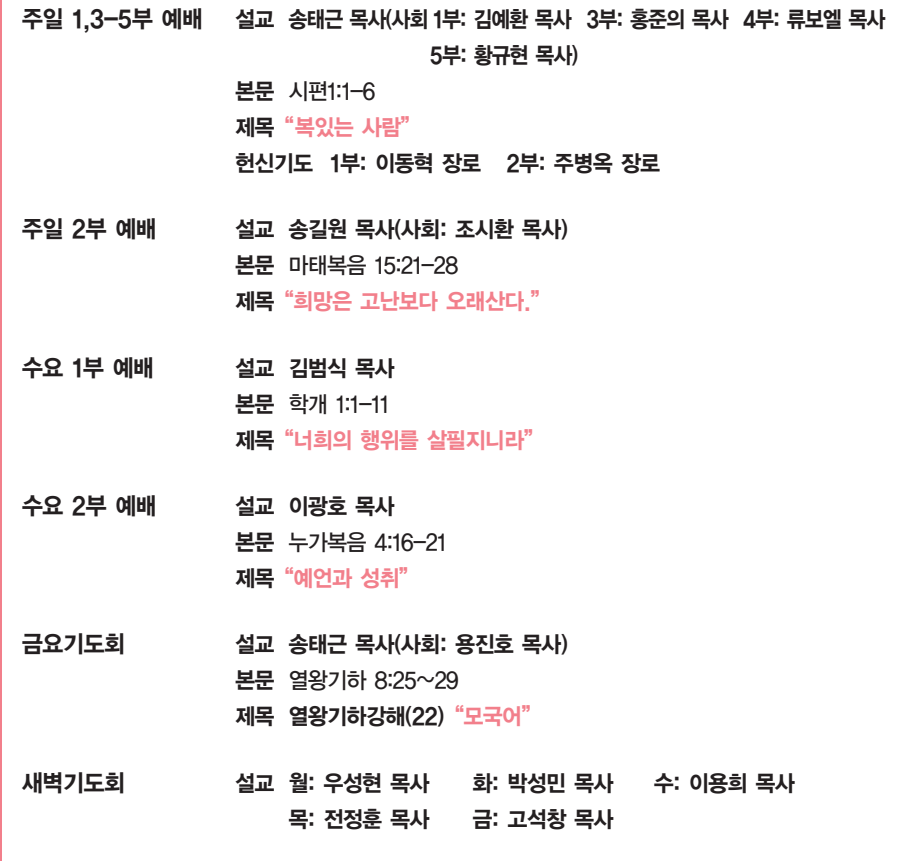 주일 1,3-5부 예배 설교 송태근 목사(사회 1부: 김예환 목사 3부: 홍준의 목사 4부: 류보엘 목사
5부: 황규현 목사)
본문 시편1:1-6
제목 “복있는 사람”
헌신기도 1부: 이동혁 장로 2부: 주병옥 장로
주일 2부 예배 설교 송길원 목사(사회: 조시환 목사)
본문 마태복음 15:21-28
제목 “희망은 고난보다 오래산다.”
수요 1부 예배 설교 김범식 목사
본문 학개 1:1-11
제목 “너희의 행위를 살필지니라”
수요 2부 예배 설교 이광호 목사
본문 누가복음 4:16-21
제목 “예언과 성취”
금요기도회 설교 송태근 목사(사회: 용진호 목사)
본문 열왕기하 8:25~29
제목 열왕기하강해(22) “모국어”
새벽기도회 설교 월: 우성현 목사 화: 박성민 목사 수: 이용희 목사
목: 전정훈 목사 금: 고석창 목사